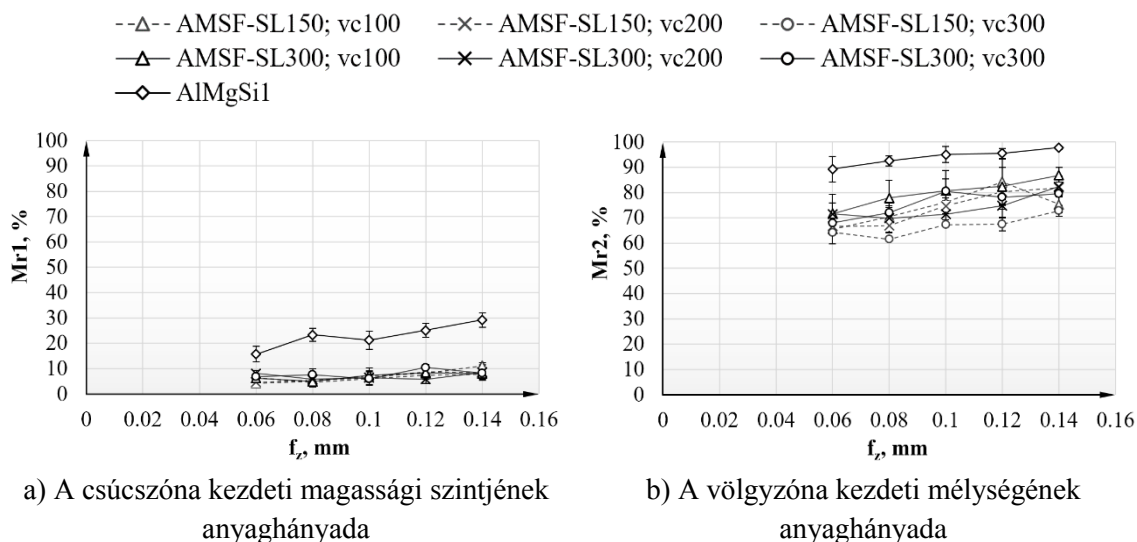 AMSF-SL150; vc100 AMSF-SL150; vc200 AMSF-SL150; vc300
AMSF-SL300; vc100 AMSF-SL300; vc200 AMSF-SL300; vc300
AlMgSi1
Mr1, %
100
90
80
70
60
50
40
30
20
10
0
0 0.02 0.04 0.06 0.08 0.1 0.12 0.14 0.16
f_z, mm
a) A csúcszóna kezdeti magassági szintjének
anyaghányada
Mr2, %
100
90
80
70
60
50
40
30
20
10
0
0 0.02 0.04 0.06 0.08 0.1 0.12 0.14 0.16
f_z, mm
b) A völgyzóna kezdeti mélységének
anyaghányada